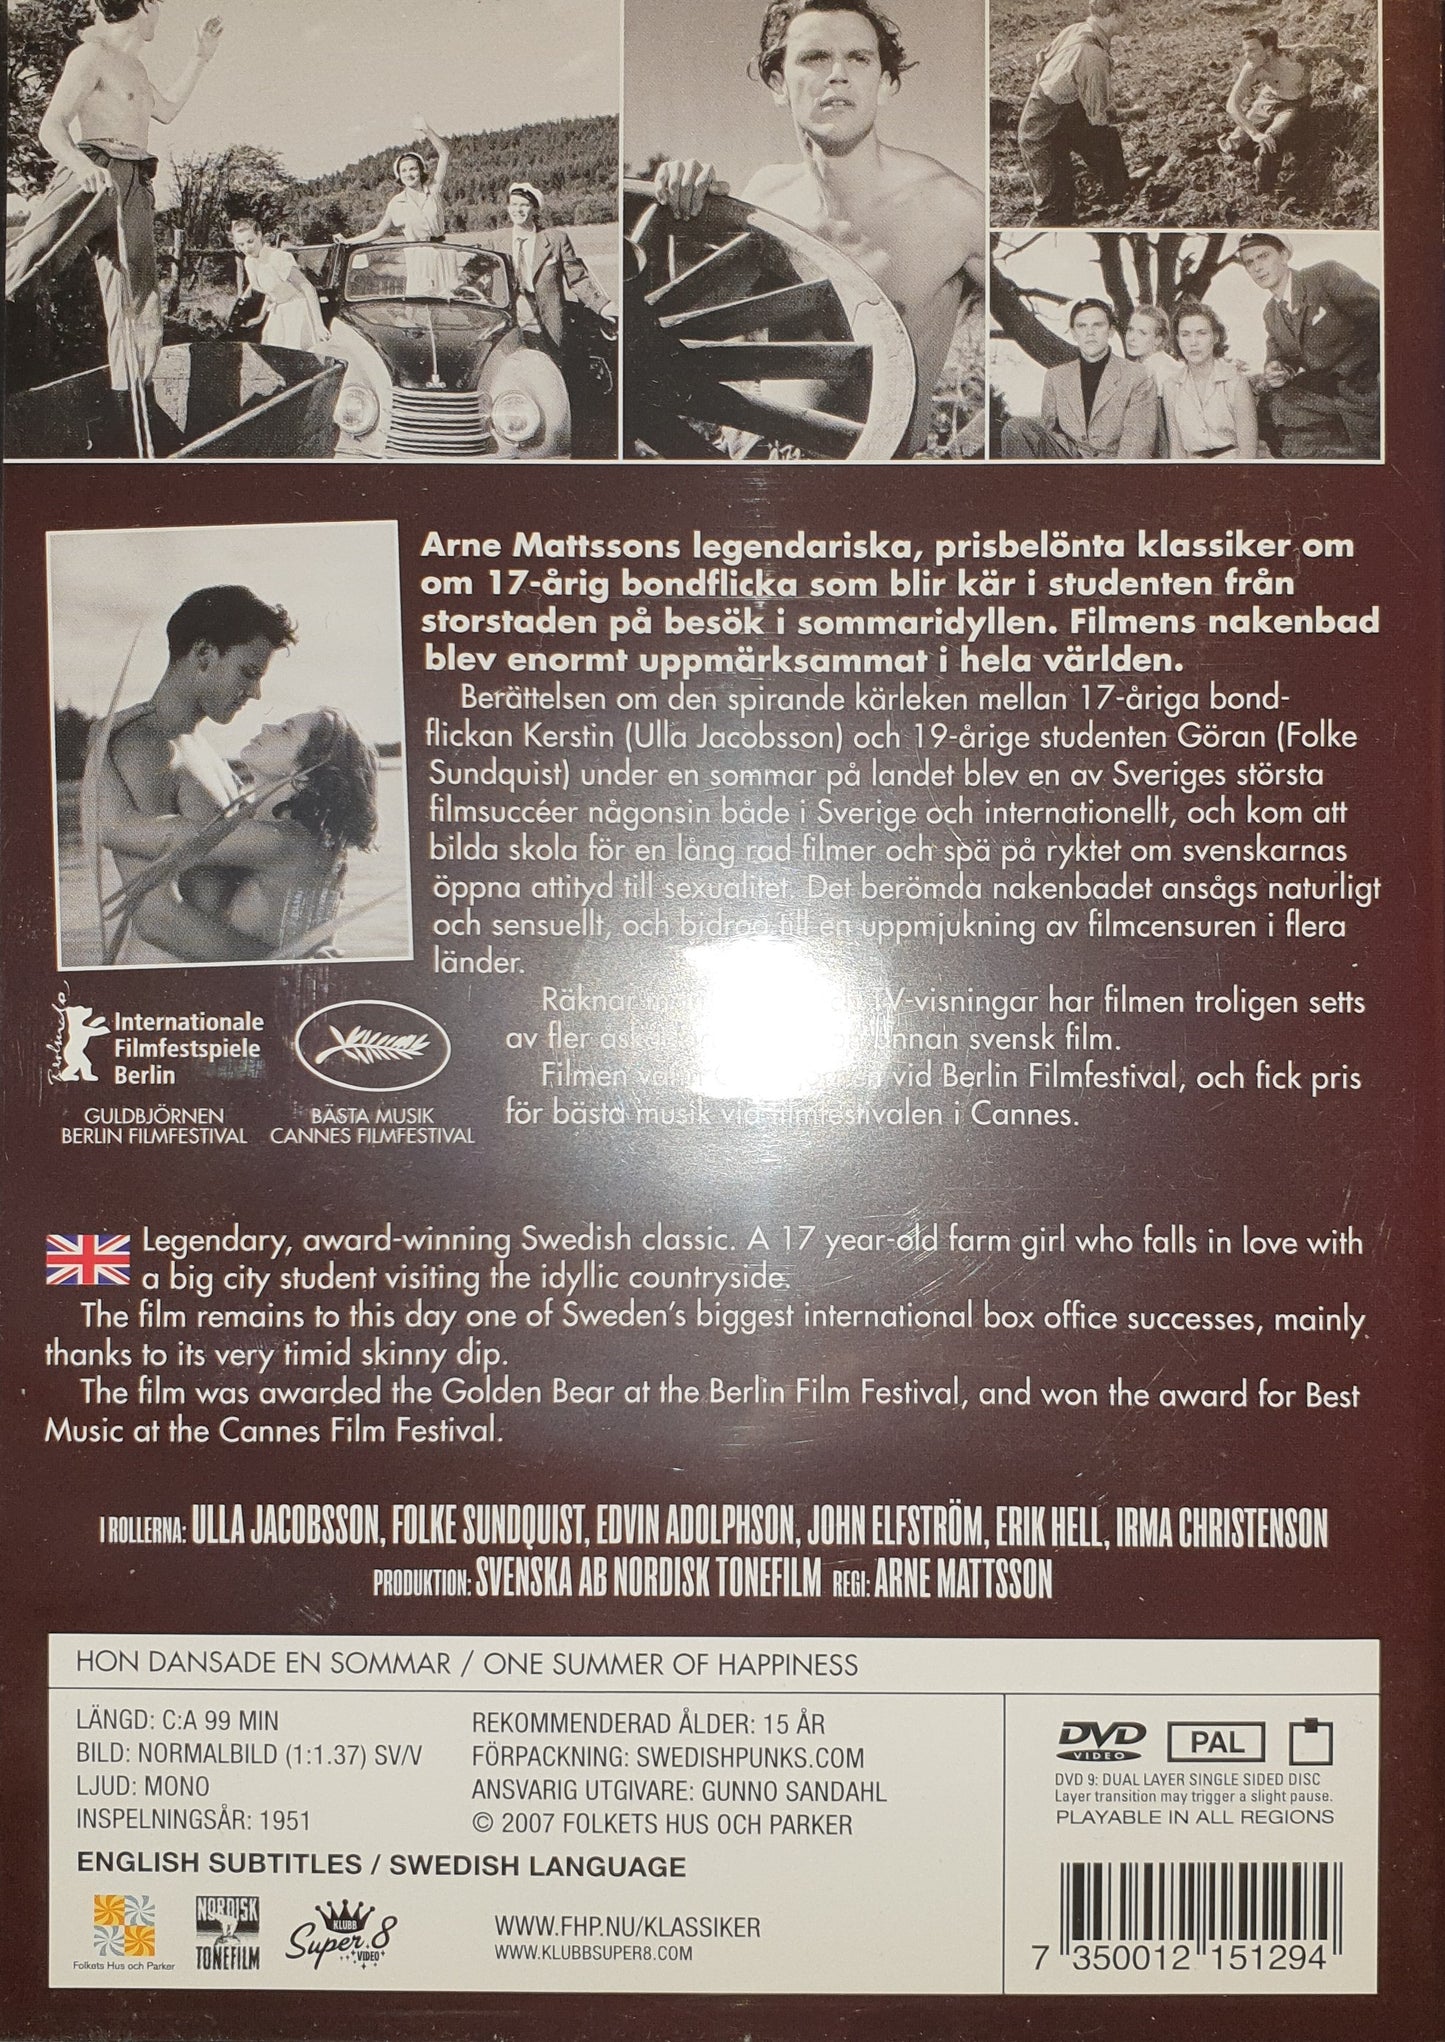 Arne Mattssons legendariska, prisbelönta klassiker om
om 17-årig bondflicka som blir kär i studenten från
storstaden på besök i sommaridyllen. Filmens nakenbad
blev enormt uppmärksammat i hela världen.
Berättelsen om den spirande kärleken mellan 17-åriga bond-
flickan Kerstin (Ulla Jacobsson) och 19-årige studenten Göran (Folke
Sundquist) under en sommar på landet blev en av Sveriges största
filmsuccéer någonsin både i Sverige och internationellt, och kom att
bilda skola för en lång rad filmer och spä på ryktet om svenskarnas
öppna attityd till sexualitet. Det berömda nakenbadet ansågs naturligt
och sensuellt, och bidrog till en uppmjukning av filmcensuren i flera
länder.
Räknar TV-visningar har filmen troligen setts
av fler annan svensk film.
Filmen vid Berlin Filmfestival, och fick pris
för bästa musik vid filmfestivalen i Cannes.
Berlinale
Internationale
Filmfestspiele
Berlin
GULDBJÖRNEN
BERLIN FILMFESTIVAL
BÄSTA MUSIK
CANNES FILMFESTIVAL
Legendary, award-winning Swedish classic. A 17 year-old farm girl who falls in love with
a big city student visiting the idyllic countryside.
The film remains to this day one of Sweden's biggest international box office successes, mainly
thanks to its very timid skinny dip.
The film was awarded the Golden Bear at the Berlin Film Festival, and won the award for Best
Music at the Cannes Film Festival.
I ROLLERNA: ULLA JACOBSSON, FOLKE SUNDQUIST, EDVIN ADOLPHSON, JOHN ELFSTRÖM, ERIK HELL, IRMA CHRISTENSON
PRODUKTION: SVENSKA AB NORDISK TONEFILM REGI: ARNE MATTSSON
HON DANSADE EN SOMMAR / ONE SUMMER OF HAPPINESS
LÄNGD: C:A 99 MIN
BILD: NORMALBILD (1:1.37) SV/V
LJUD: MONO
INSPELNINGSÅR: 1951
REKOMMENDERAD ÅLDER: 15 ÅR
FÖRPACKNING: SWEDISHPUNKS.COM
ANSVARIG UTGIVARE: GUNNO SANDAHL
© 2007 FOLKETS HUS OCH PARKER
ENGLISH SUBTITLES / SWEDISH LANGUAGE
Folkets Hus och Parker
NORDISK
TONEFILM
KLUBB
Super 8
VIDEO
WWW.FHP.NU/KLASSIKER
WWW.KLUBBSUPER8.COM
DVD
VIDEO
PAL
DVD 9: DUAL LAYER SINGLE SIDED DISC
Layer transition may trigger a slight pause.
PLAYABLE IN ALL REGIONS
7 350012 151294